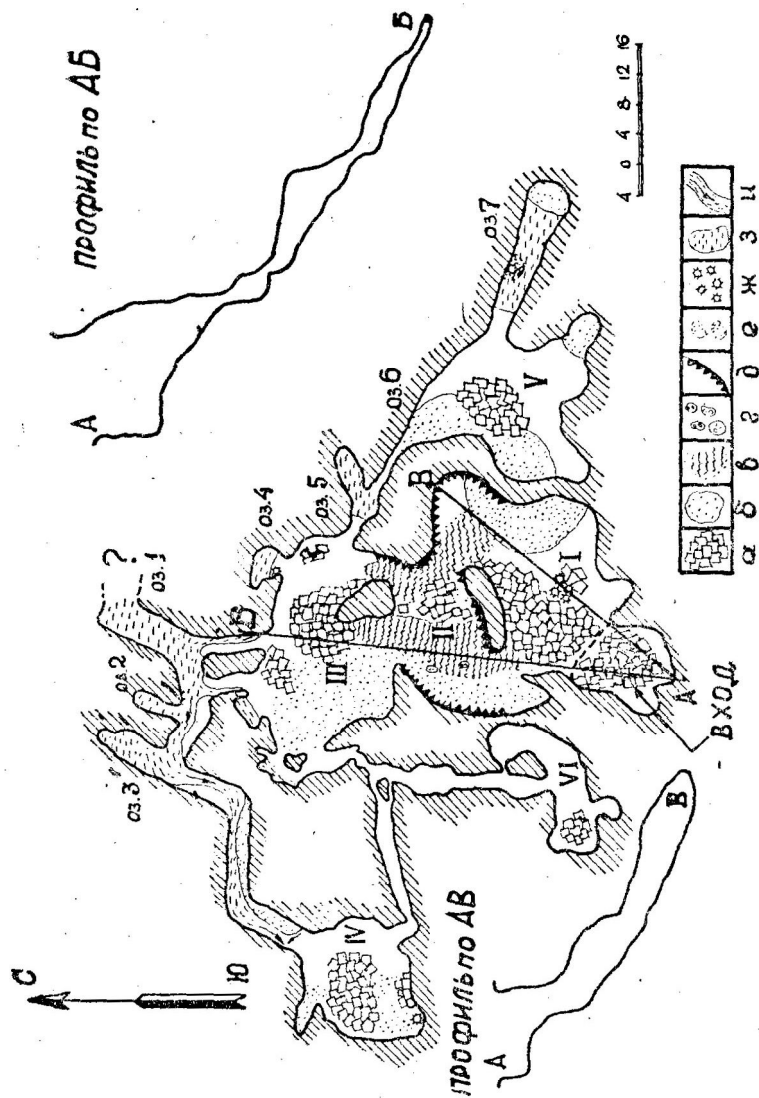 С
Ю
ПРОФИЛЬ ПО АБ
А
Б
оз.3
оз.2
оз.1
?
оз.4
оз.5
оз.6
оз.7
Б
В
III
II
I
IV
V
VI
А
ВХОД
ПРОФИЛЬ ПО АВ
А
В
4 0 4 8 12 16
а б в г д е ж з и